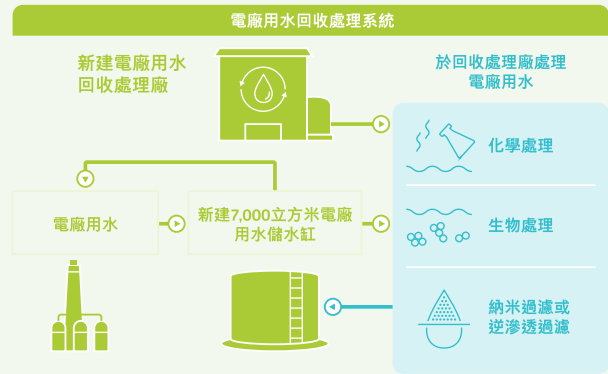 電廠用水回收處理系統
新建電廠用水
回收處理廠
於回收處理廠處理
電廠用水
化學處理
電廠用水
新建7,000立方米電廠
用水儲水缸
生物處理
納米過濾或
逆滲透過濾